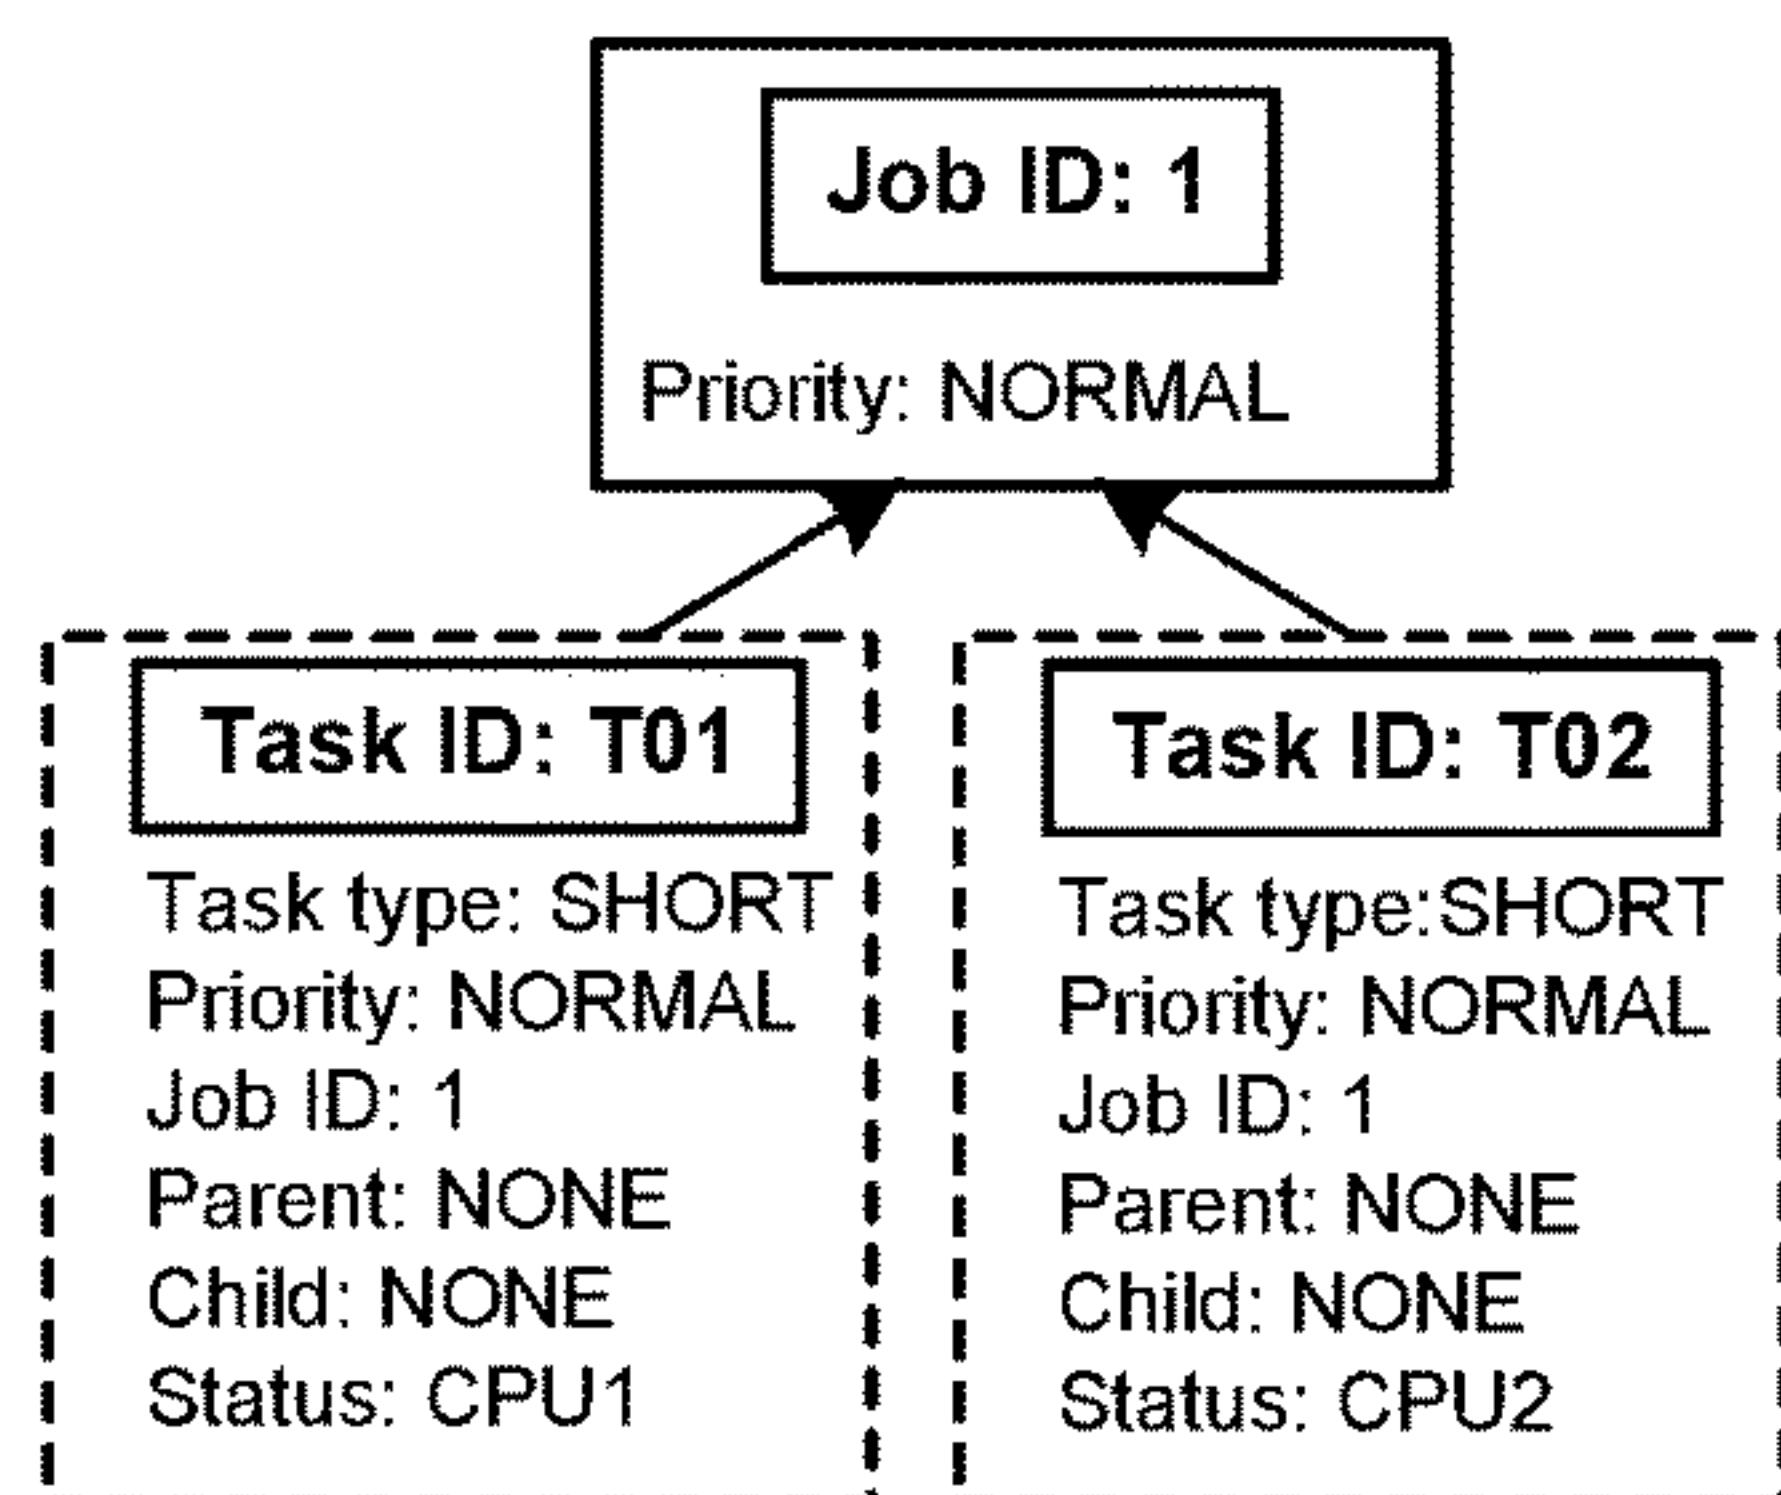 Job ID: 1
Priority: NORMAL
Task ID: T01
Task type: SHORT
Priority: NORMAL
Job ID: 1
Parent: NONE
Child: NONE
Status: CPU1
Task ID: T02
Task type:SHORT
Priority: NORMAL
Job ID: 1
Parent: NONE
Child: NONE
Status: CPU2